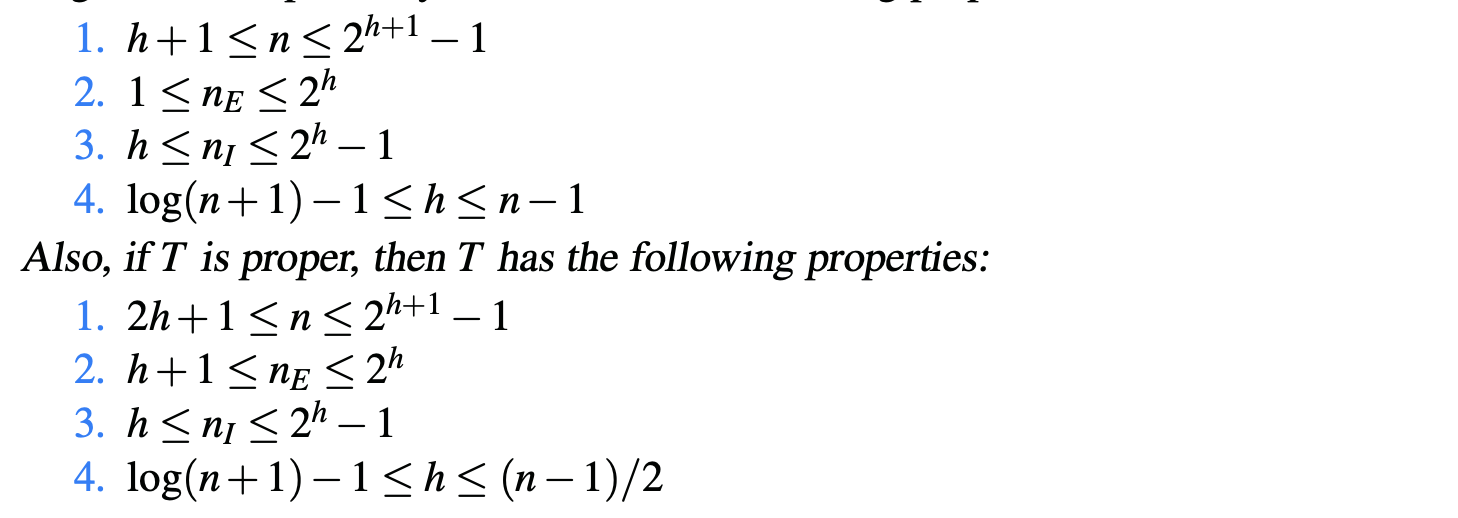 1. h+1 ≤ n ≤ 2^{h+1} − 1
2. 1 ≤ n_E ≤ 2^h
3. h ≤ n_I ≤ 2^h − 1
4. log(n+1) − 1 ≤ h ≤ n − 1
Also, if T is proper, then T has the following properties:
1. 2h+1 ≤ n ≤ 2^{h+1} − 1
2. h+1 ≤ n_E ≤ 2^h
3. h ≤ n_I ≤ 2^h − 1
4. log(n+1) − 1 ≤ h ≤ (n − 1)/2